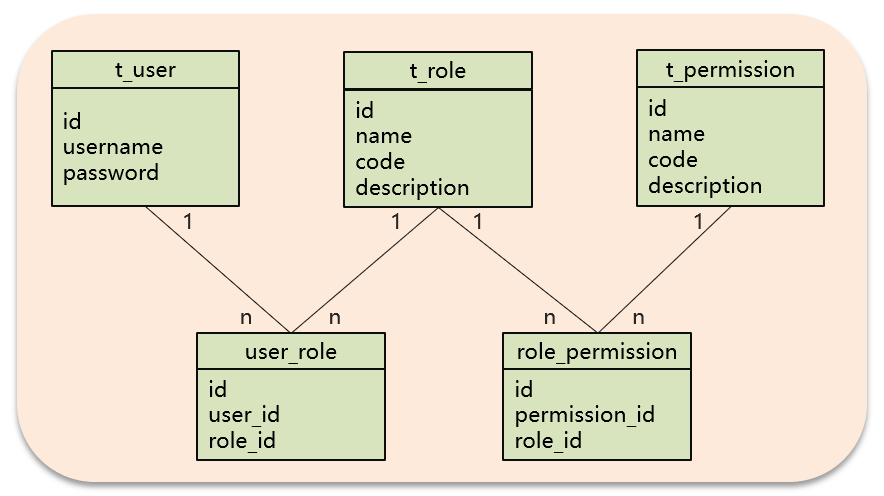 t_user
id
username
password
t_role
id
name
code
description
t_permission
id
name
code
description
1
1
1
1
n
n
n
n
user_role
id
user_id
role_id
role_permission
id
permission_id
role_id